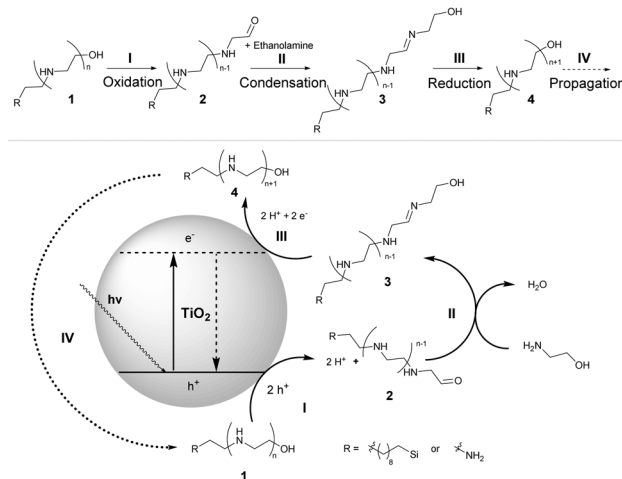 I
Oxidation
+ Ethanolamine
II
Condensation
III
Reduction
IV
Propagation
HN
OH
n
R
1
HN
HN
O
n-1
R
2
OH
N
NH
HN
n-1
R
3
OH
HN
n+1
R
4
R
H
N
OH
n+1
4
2 H+ + 2 e-
III
e-
hν
TiO2
IV
h+
2 h+
I
OH
N
NH
HN
n-1
R
3
II
H2O
H2N
OH
R
n-1
NH
2 H+ +
HN
O
2
R
H
N
OH
n
1
R =
8
Si
or
NH2